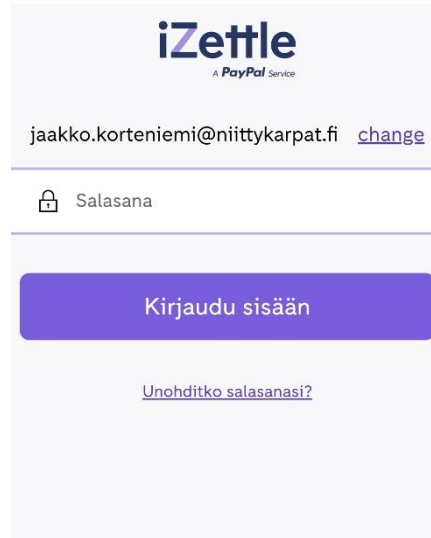 iZettle
A PayPal Service
jaakko.korteniemi@niittykarpat.fi change
Salasana
Kirjaudu sisään
Unohditko salasanasi?